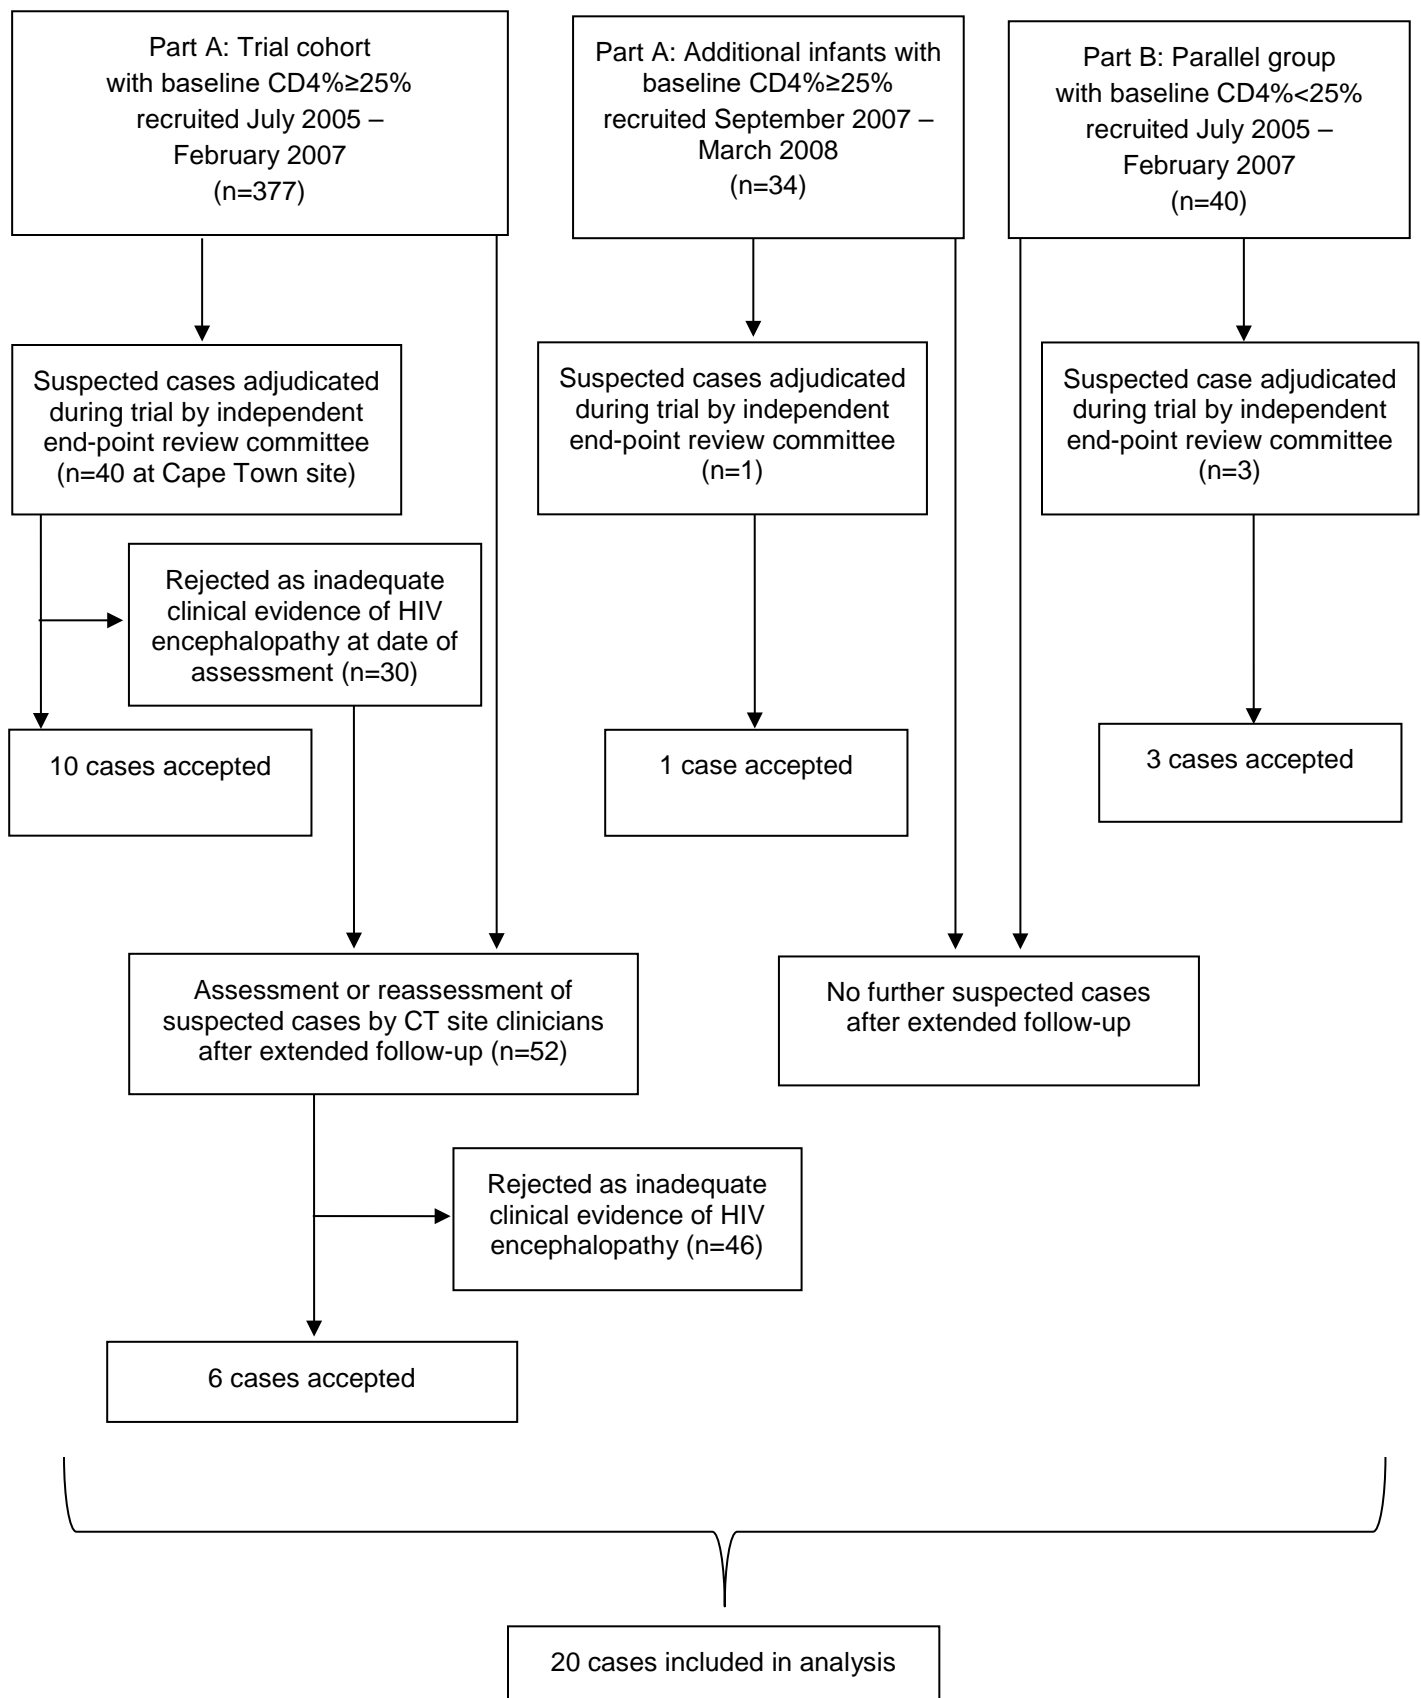 Part A: Trial cohort
with baseline CD4%≥25%
recruited July 2005 –
February 2007
(n=377)
Part A: Additional infants with
baseline CD4%≥25%
recruited September 2007 –
March 2008
(n=34)
Part B: Parallel group
with baseline CD4%<25%
recruited July 2005 –
February 2007
(n=40)
Suspected cases adjudicated
during trial by independent
end-point review committee
(n=40 at Cape Town site)
Suspected cases adjudicated
during trial by independent
end-point review committee
(n=1)
Suspected case adjudicated
during trial by independent
end-point review committee
(n=3)
Rejected as inadequate
clinical evidence of HIV
encephalopathy at date of
assessment (n=30)
10 cases accepted
1 case accepted
3 cases accepted
Assessment or reassessment of
suspected cases by CT site clinicians
after extended follow-up (n=52)
No further suspected cases
after extended follow-up
Rejected as inadequate
clinical evidence of HIV
encephalopathy (n=46)
6 cases accepted
20 cases included in analysis